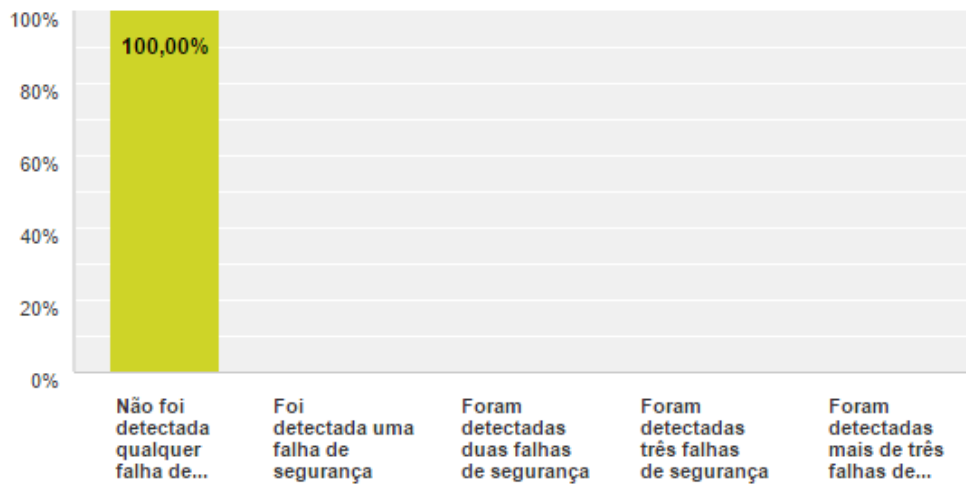 100%
100,00%
80%
60%
40%
20%
0%
Não foi
detectada
qualquer
falha de...
Foi
detectada uma
falha de
segurança
Foram
detectadas
duas falhas
de segurança
Foram
detectadas
três falhas
de segurança
Foram
detectadas
mais de três
falhas de...